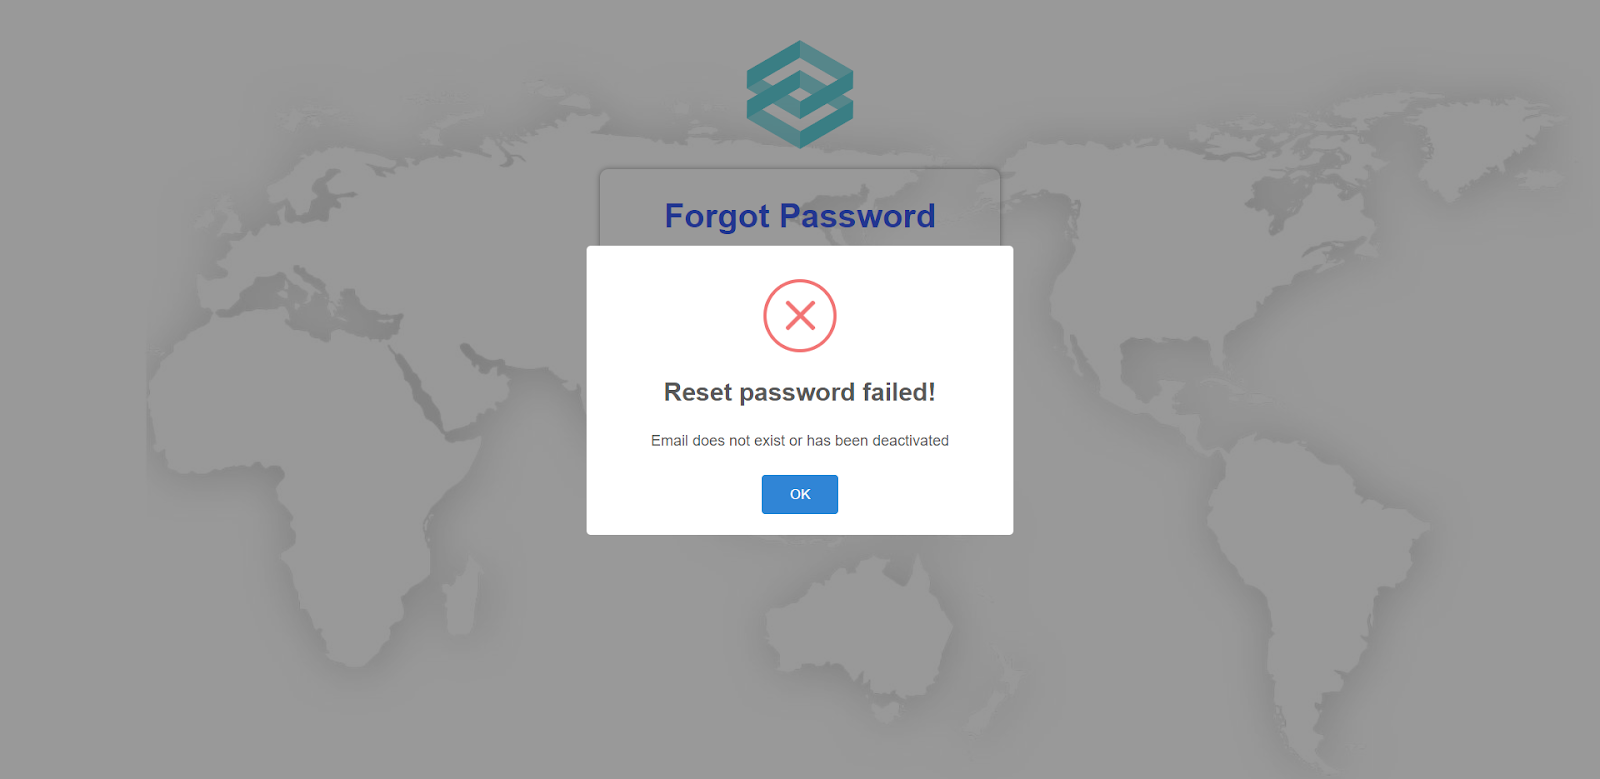 Forgot Password
Reset password failed!
Email does not exist or has been deactivated
OK